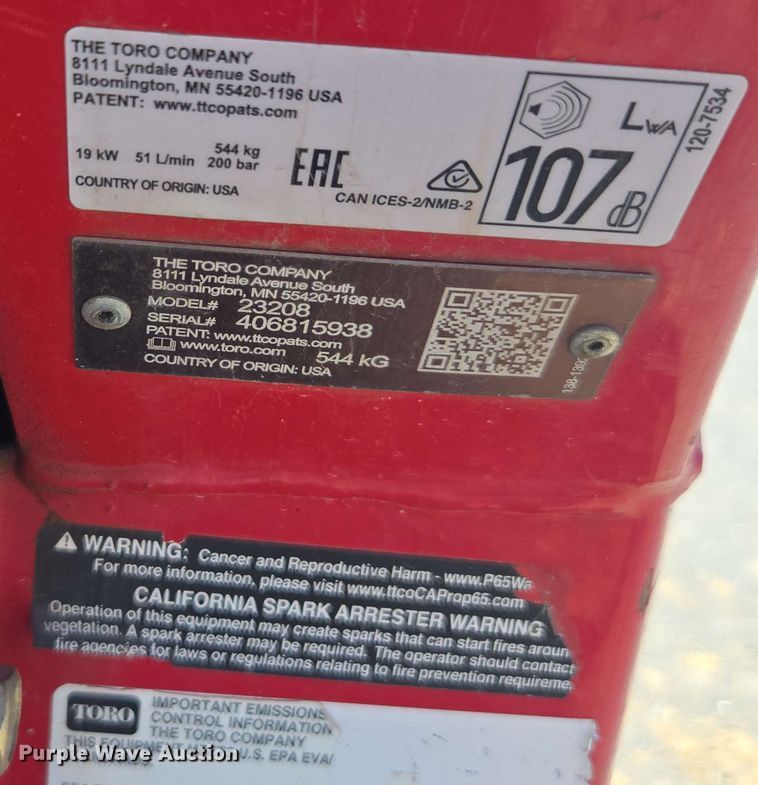 THE TORO COMPANY
8111 Lyndale Avenue South
Bloomington, MN 55420-1196 USA
PATENT: www.ttcopats.com
19 kW 51 L/min 544 kg
200 bar
COUNTRY OF ORIGIN: USA
EAC
CAN ICES-2/NMB-2
LWA
107 dB
120-7534
THE TORO COMPANY
8111 Lyndale Avenue South
Bloomington, MN 55420-1196 USA
MODEL# 23208
SERIAL# 406815938
PATENT: www.ttcopats.com
www.toro.com 544 kG
COUNTRY OF ORIGIN: USA
WARNING: Cancer and Reproductive Harm - www.P65Wa
For more information, please visit www.ttcoCAProp65.com
CALIFORNIA SPARK ARRESTER WARNING
Operation of this equipment may create sparks that can start fires aroun
vegetation. A spark arrester may be required. The operator should contact
fire agencies for laws or regulations relating to fire prevention requireme
TORO
IMPORTANT EMISSIONS
CONTROL INFORMATION
THE TORO COMPANY
THIS U.S. EPA EVA
Purple Wave Auction